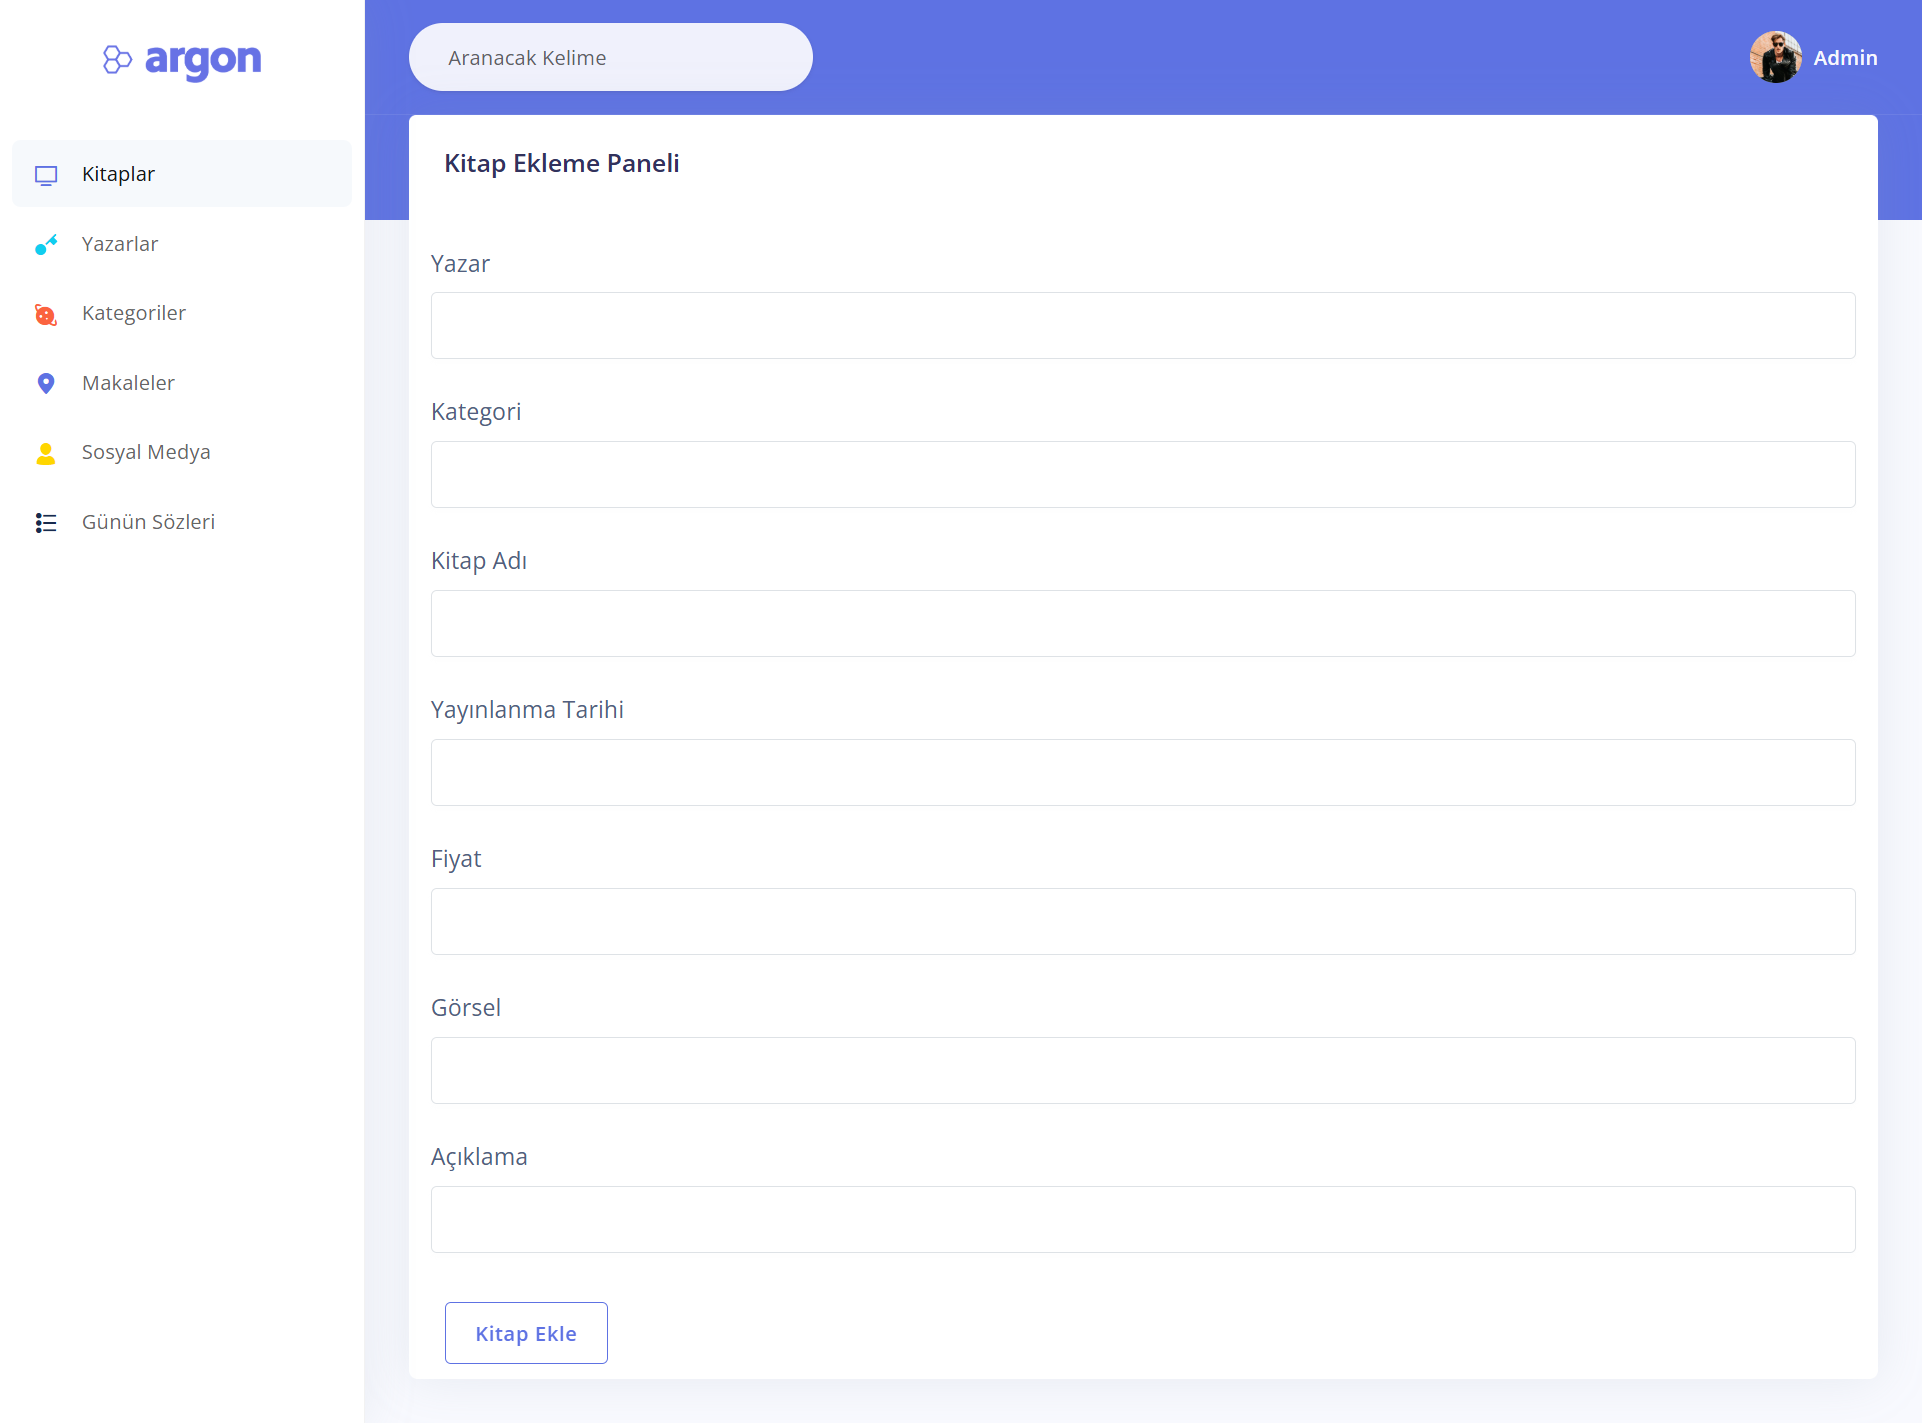 argon
Aranacak Kelime
Admin
Kitaplar
Yazarlar
Kategoriler
Makaleler
Sosyal Medya
Günün Sözleri
Kitap Ekleme Paneli
Yazar
Kategori
Kitap Adı
Yayınlanma Tarihi
Fiyat
Görsel
Açıklama
Kitap Ekle